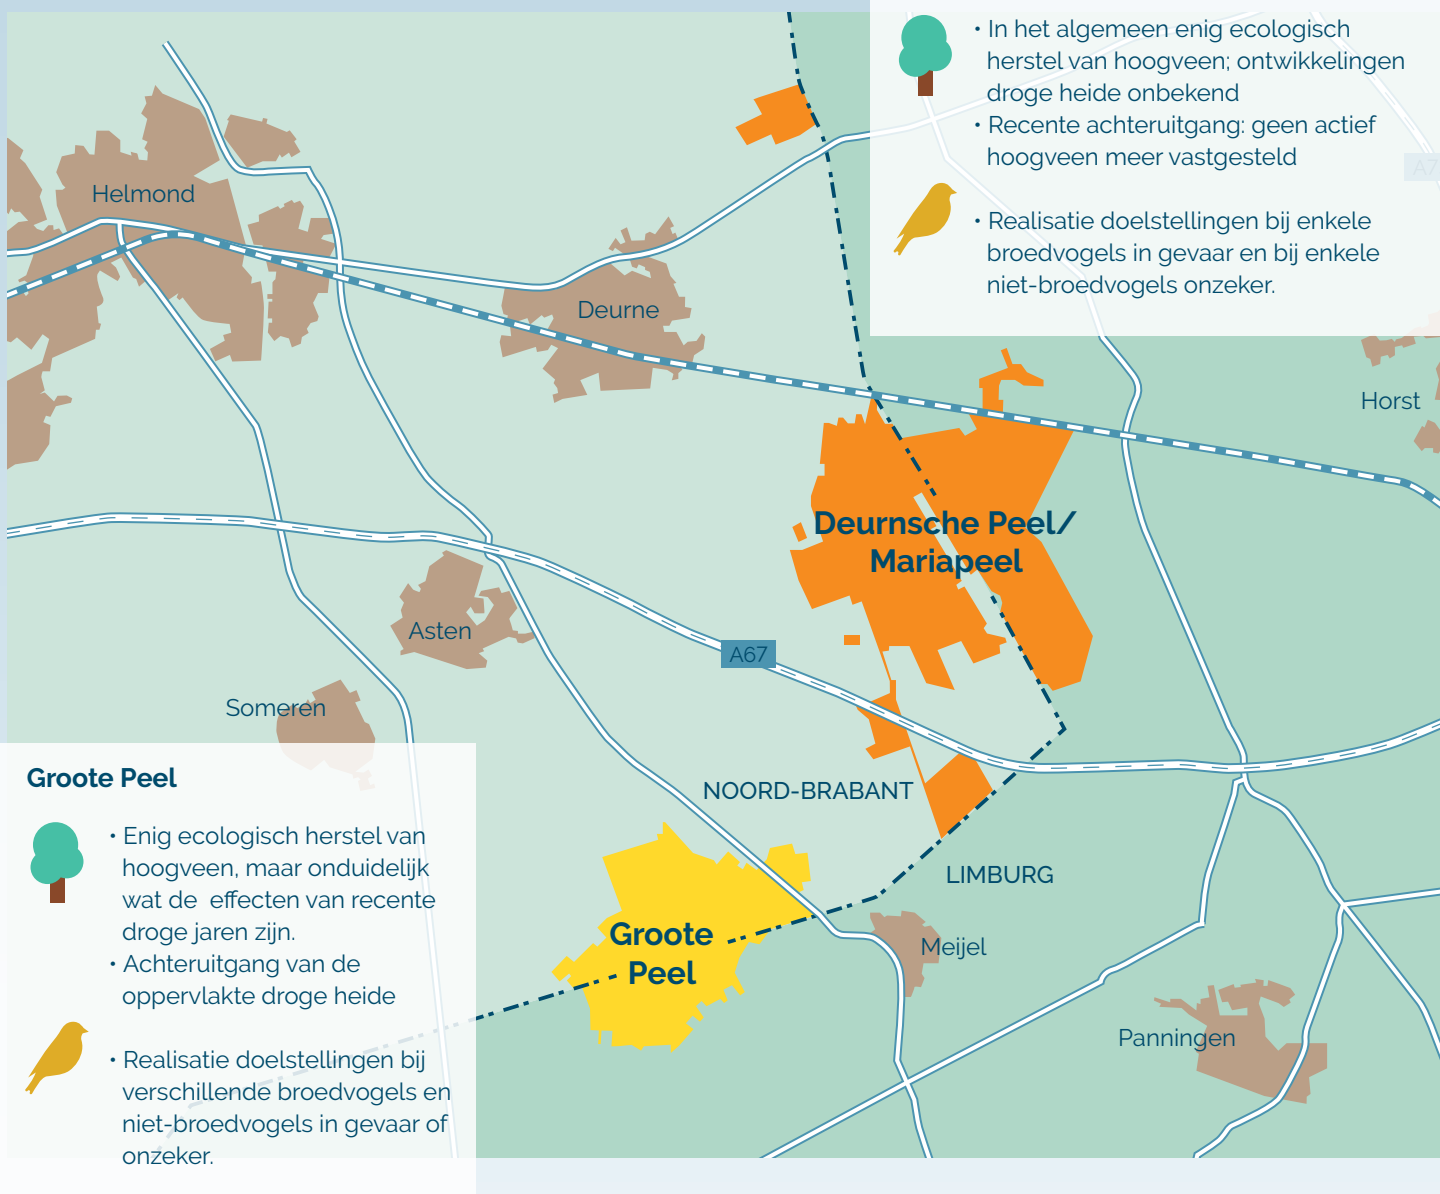 • In het algemeen enig ecologisch
herstel van hoogveen; ontwikkelingen
droge heide onbekend
• Recente achteruitgang: geen actief
hoogveen meer vastgesteld
• Realisatie doelstellingen bij enkele
broedvogels in gevaar en bij enkele
niet-broedvogels onzeker.
Helmond
Deurne
Horst
Deurnsche Peel/
Mariapeel
Asten
A67
Someren
NOORD-BRABANT
LIMBURG
Groote
Peel
Meijel
Panningen
Groote Peel
• Enig ecologisch herstel van
hoogveen, maar onduidelijk
wat de  effecten van recente
droge jaren zijn.
• Achteruitgang van de
oppervlakte droge heide
• Realisatie doelstellingen bij
verschillende broedvogels en
niet-broedvogels in gevaar of
onzeker.